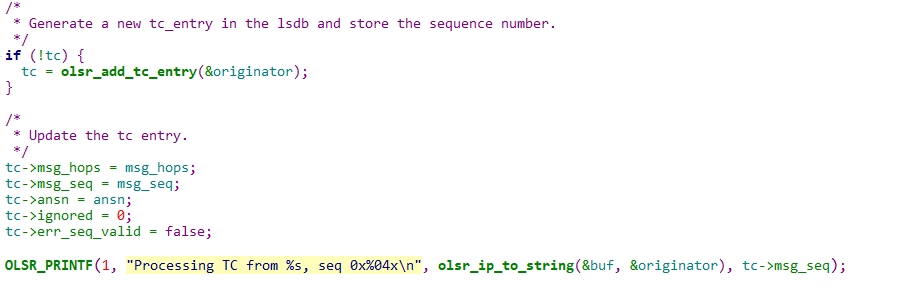 /*
 * Generate a new tc_entry in the lsdb and store the sequence number.
 */
if (!tc) {
  tc = olsr_add_tc_entry(&originator);
}

/*
 * Update the tc entry.
 */
tc->msg_hops = msg_hops;
tc->msg_seq = msg_seq;
tc->ansn = ansn;
tc->ignored = 0;
tc->err_seq_valid = false;

OLSR_PRINTF(1, "Processing TC from %s, seq 0x%04x\n", olsr_ip_to_string(&buf, &originator), tc->msg_seq);